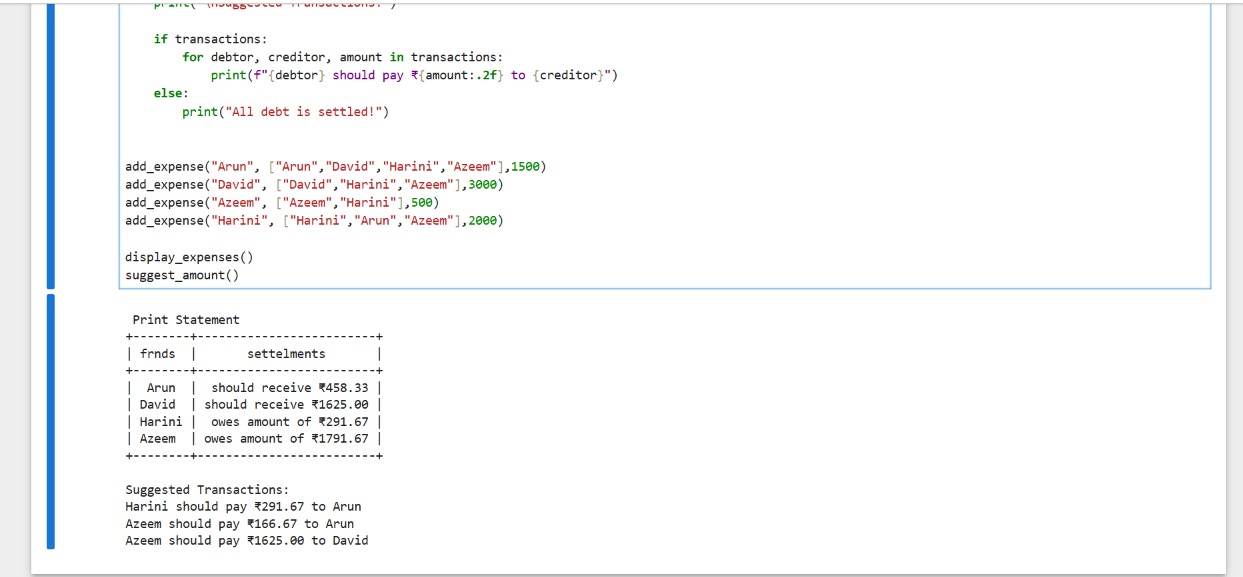 if transactions:
for debtor, creditor, amount in transactions:
print(f"{debtor} should pay ₹{amount:.2f} to {creditor}")
else:
print("All debt is settled!")
add_expense("Arun", ["Arun","David","Harini","Azeem"],1500)
add_expense("David", ["David","Harini","Azeem"],3000)
add_expense("Azeem", ["Azeem","Harini"],500)
add_expense("Harini", ["Harini","Arun","Azeem"],2000)
display_expenses()
suggest_amount()
Print Statement
+--------+-------------------------+
| frnds | settelments |
+--------+-------------------------+
| Arun | should receive ₹458.33 |
| David | should receive ₹1625.00 |
| Harini | owes amount of ₹291.67 |
| Azeem | owes amount of ₹1791.67 |
+--------+-------------------------+
Suggested Transactions:
Harini should pay ₹291.67 to Arun
Azeem should pay ₹166.67 to Arun
Azeem should pay ₹1625.00 to David